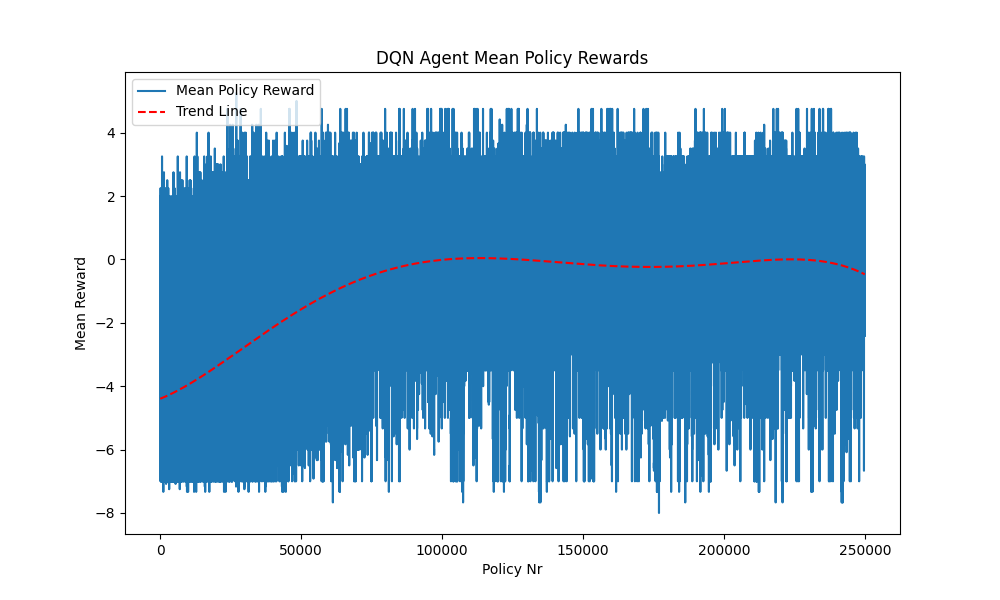 DQN Agent Mean Policy Rewards
Mean Policy Reward
Trend Line
Mean Reward
4
2
0
−2
−4
−6
−8
0
50000
100000
150000
200000
250000
Policy Nr